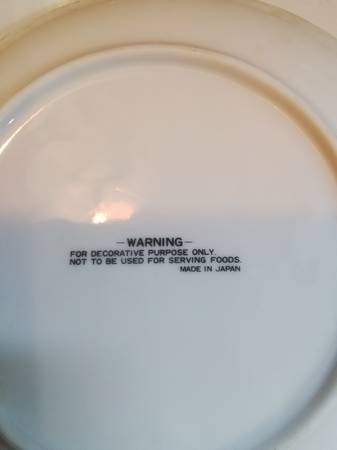 -WARNING-
FOR DECORATIVE PURPOSE ONLY.
NOT TO BE USED FOR SERVING FOODS.
MADE IN JAPAN